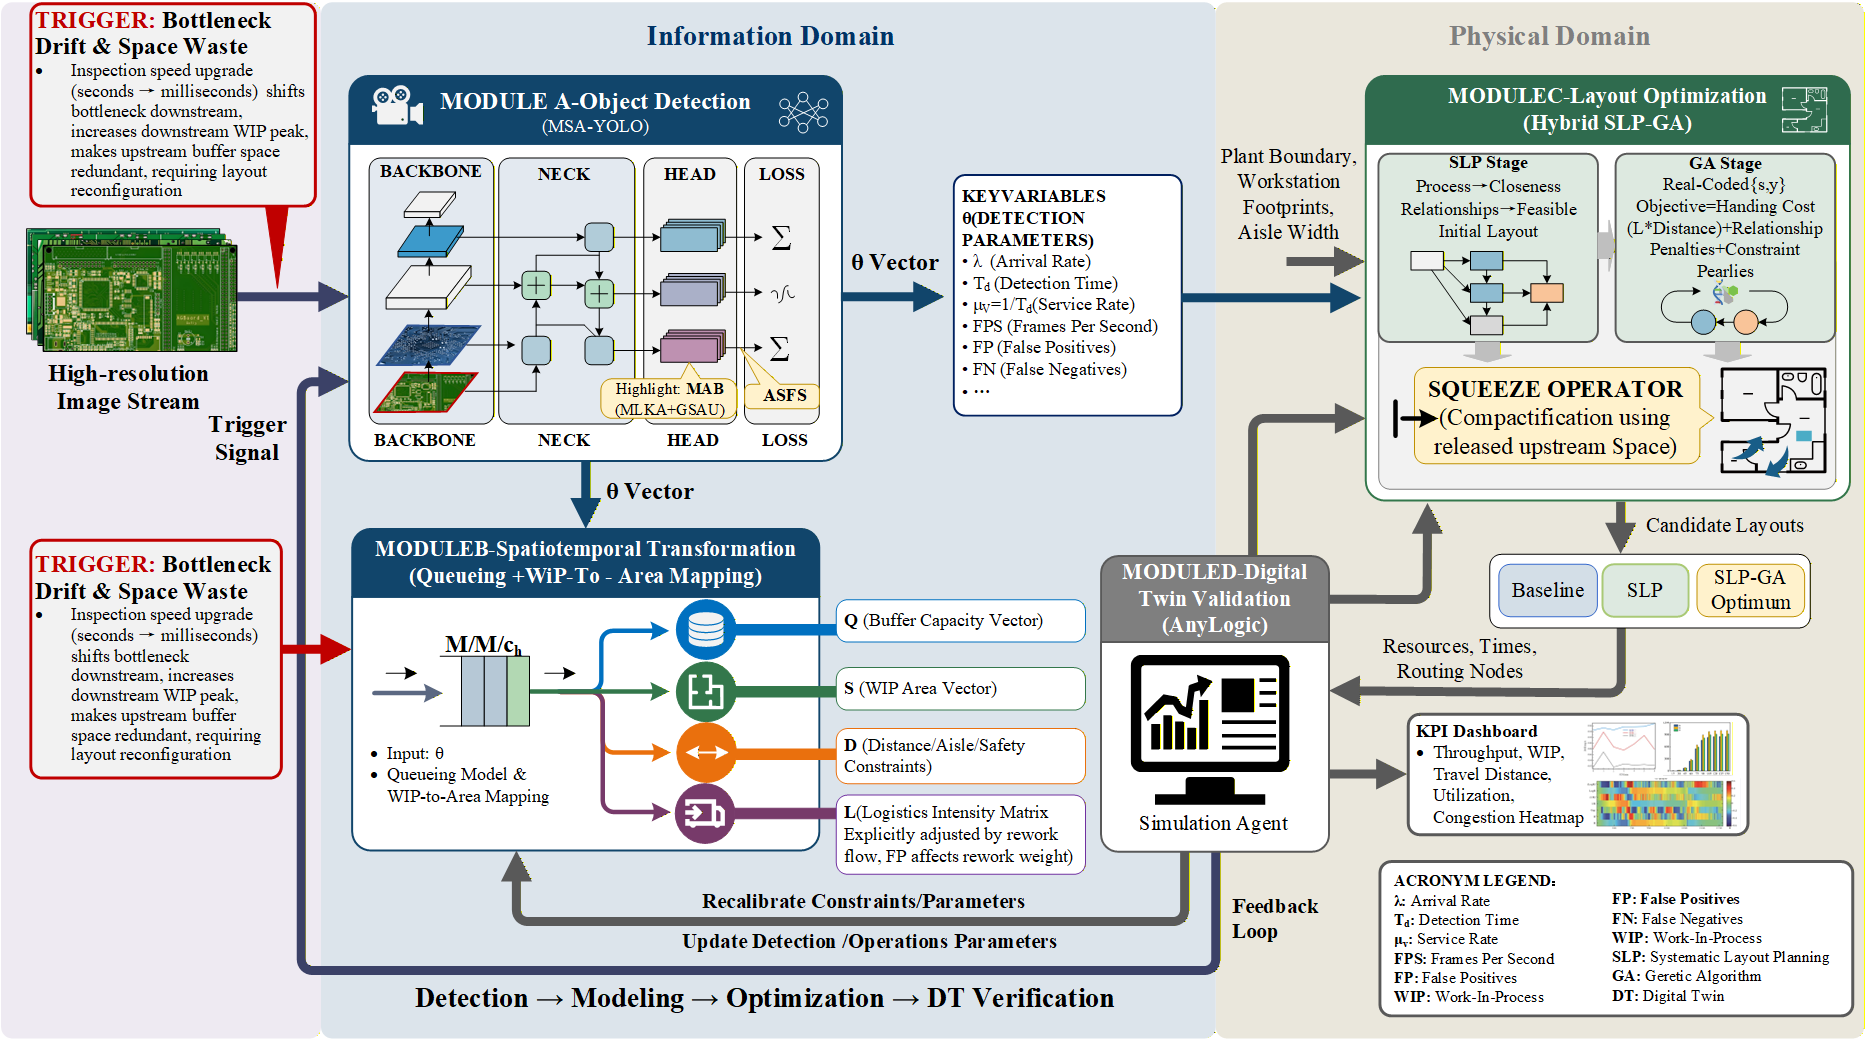 TRIGGER: Bottleneck
Drift & Space Waste
• Inspection speed upgrade
(seconds → milliseconds) shifts
bottleneck downstream,
increases downstream WIP peak,
makes upstream buffer space
redundant, requiring layout
reconfiguration
High-resolution
Image Stream
Trigger
Signal
TRIGGER: Bottleneck
Drift & Space Waste
• Inspection speed upgrade
(seconds → milliseconds)
shifts bottleneck
downstream, increases
downstream WIP peak,
makes upstream buffer
space redundant, requiring
layout reconfiguration
Information Domain
MODULE A-Object Detection
(MSA-YOLO)
BACKBONE
NECK
HEAD
LOSS
∑
∑
Highlight: MAB
(MLKA+GSAU)
ASFS
BACKBONE
NECK
HEAD
LOSS
θ Vector
θ Vector
KEYVARIABLES
θ(DETECTION
PARAMETERS)
• λ (Arrival Rate)
• Td (Detection Time)
• μv=1/Td(Service Rate)
• FPS (Frames Per Second)
• FP (False Positives)
• FN (False Negatives)
• ···
MODULEB-Spatiotemporal Transformation
(Queueing +WiP-To - Area Mapping)
M/M/ch
• Input: θ
• Queueing Model &
WIP-to-Area Mapping
Q (Buffer Capacity Vector)
S (WIP Area Vector)
D (Distance/Aisle/Safety
Constraints)
L(Logistics Intensity Matrix
Explicitly adjusted by rework
flow, FP affects rework weight)
Recalibrate Constraints/Parameters
Update Detection /Operations Parameters
Detection → Modeling → Optimization → DT Verification
Physical Domain
Plant Boundary,
Workstation
Footprints,
Aisle Width
MODULEC-Layout Optimization
(Hybrid SLP-GA)
SLP Stage
Process→Closeness
Relationships→Feasible
Initial Layout
GA Stage
Real-Coded{s,y}
Objective=Handing Cost
(L*Distance)+Relationship
Penalties+Constraint
Pearlies
SQUEEZE OPERATOR
(Compactification using
released upstream Space)
Candidate Layouts
Baseline
SLP
SLP-GA
Optimum
Resources, Times,
Routing Nodes
MODULED-Digital
Twin Validation
(AnyLogic)
Simulation Agent
Feedback
Loop
KPI Dashboard
• Throughput, WIP,
Travel Distance,
Utilization,
Congestion Heatmap
ACRONYM LEGEND:
λ: Arrival Rate
Td: Detection Time
μv: Service Rate
FPS: Frames Per Second
FP: False Positives
WIP: Work-In-Process
FP: False Positives
FN: False Negatives
WIP: Work-In-Process
SLP: Systematic Layout Planning
GA: Geretic Algorithm
DT: Digital Twin